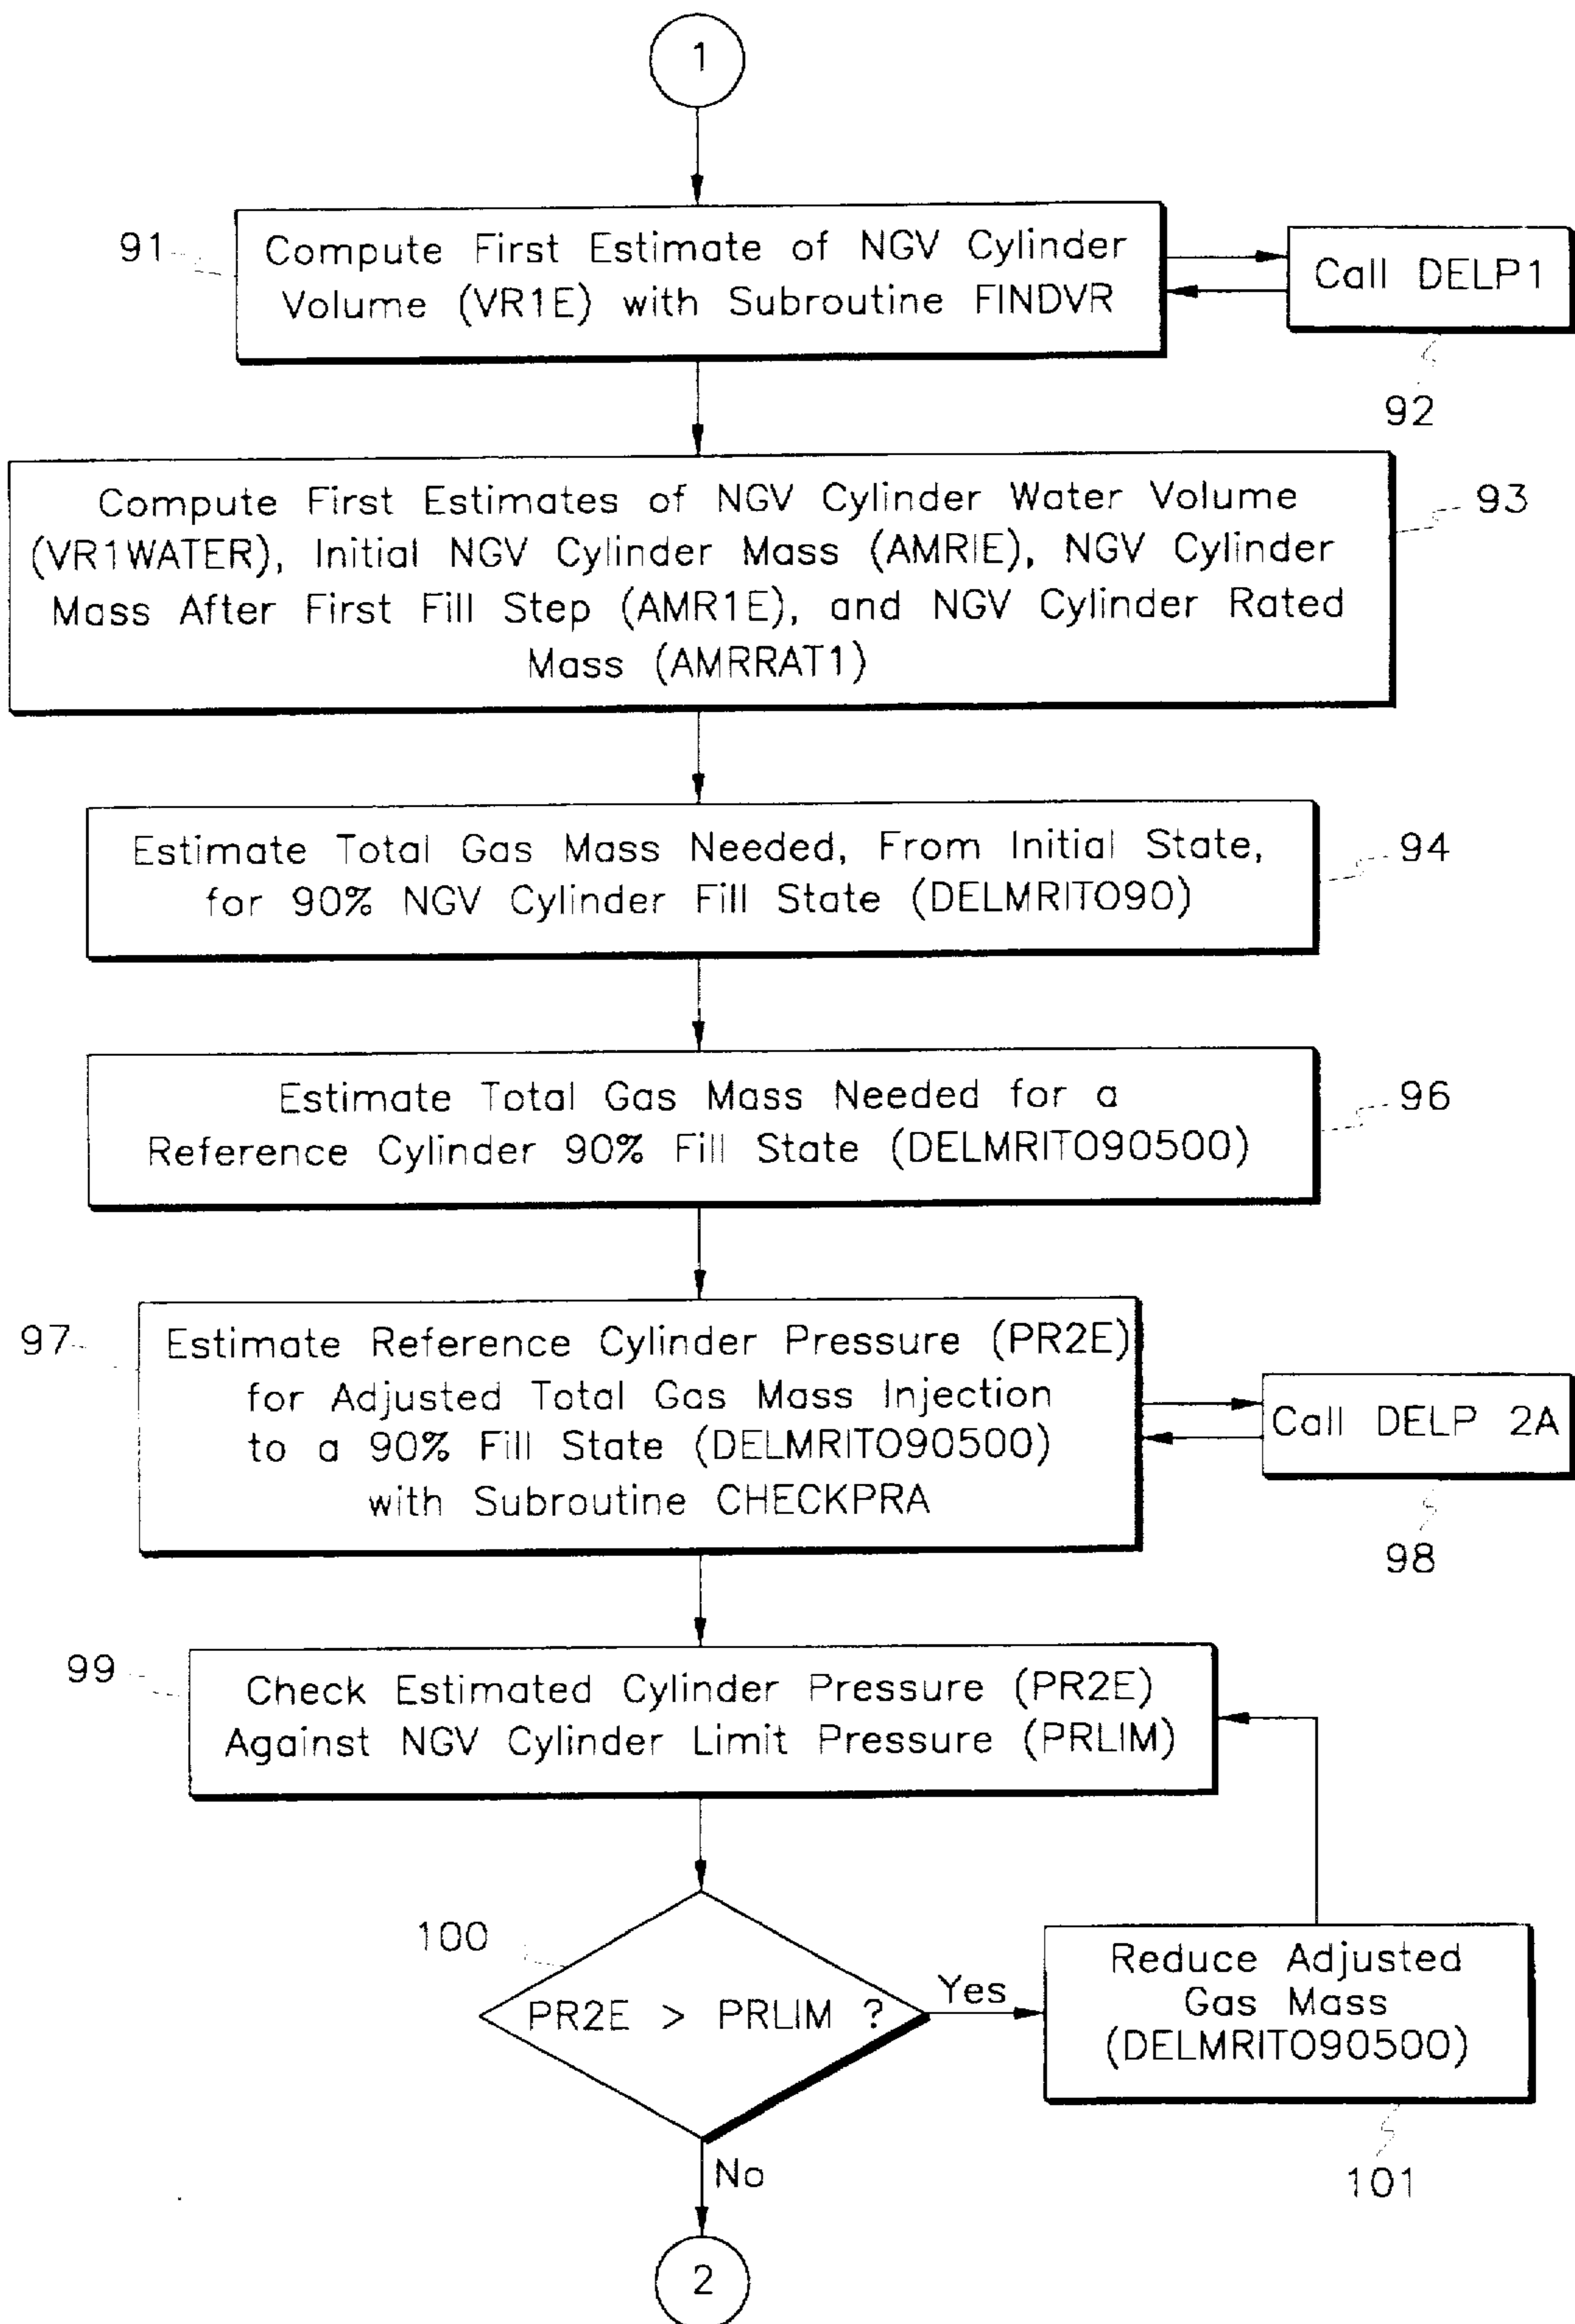 1
91
Compute First Estimate of NGV Cylinder
Volume (VR1E) with Subroutine FINDVR
Call DELP1
92
Compute First Estimates of NGV Cylinder Water Volume
(VR1WATER), Initial NGV Cylinder Mass (AMRIE), NGV Cylinder
Mass After First Fill Step (AMR1E), and NGV Cylinder Rated
Mass (AMRRAT1)
93
Estimate Total Gas Mass Needed, From Initial State,
for 90% NGV Cylinder Fill State (DELMRITO90)
94
Estimate Total Gas Mass Needed for a
Reference Cylinder 90% Fill State (DELMRITO90500)
96
97
Estimate Reference Cylinder Pressure (PR2E)
for Adjusted Total Gas Mass Injection
to a 90% Fill State (DELMRITO90500)
with Subroutine CHECKPRA
Call DELP 2A
98
99
Check Estimated Cylinder Pressure (PR2E)
Against NGV Cylinder Limit Pressure (PRLIM)
100
PR2E > PRLIM ?
Yes
Reduce Adjusted
Gas Mass
(DELMRITO90500)
101
No
2